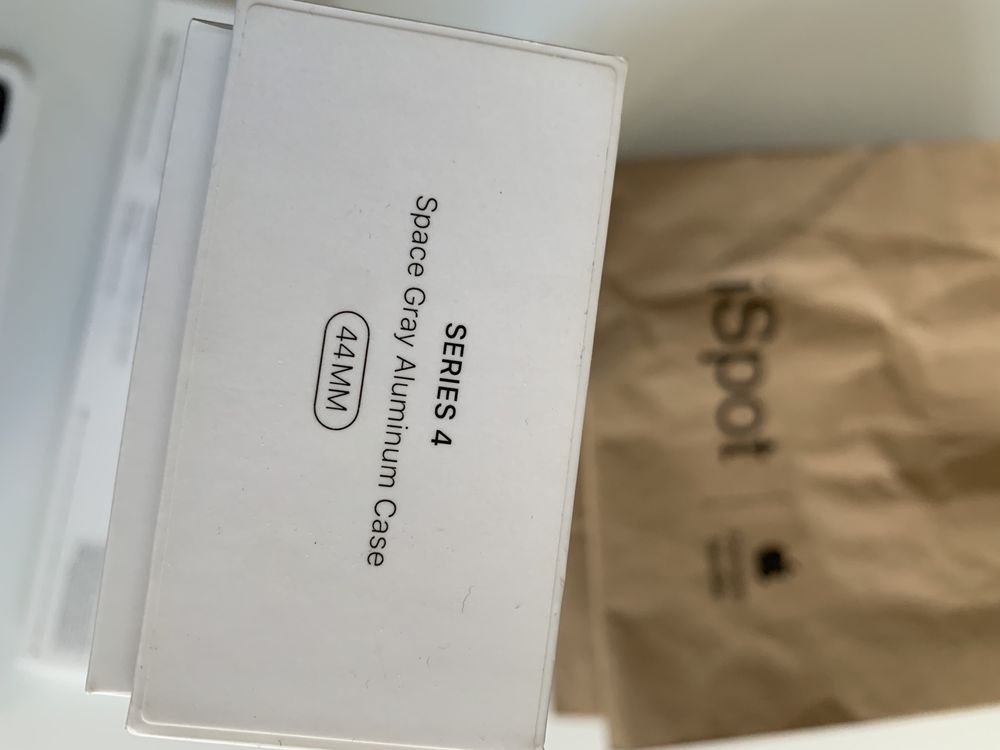 SERIES 4
Space Gray Aluminum Case
44MM
iSpot